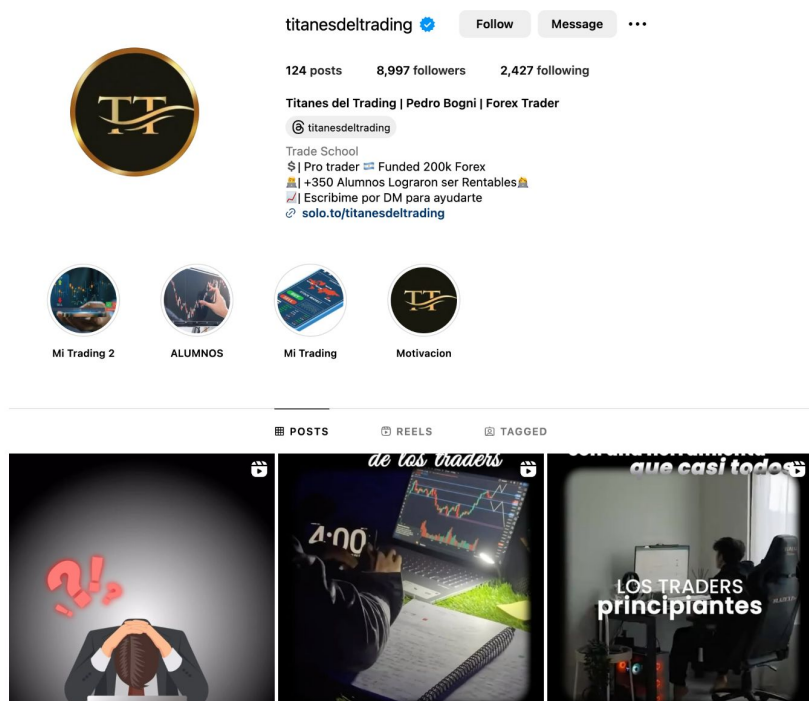 titanesdeltrading
Follow
Message
124 posts
8,997 followers
2,427 following
Titanes del Trading | Pedro Bogni | Forex Trader
titanesdeltrading
Trade School
$| Pro trader 🇦🇷 Funded 200k Forex
| +350 Alumnos Lograron ser Rentables
📈| Escribime por DM para ayudarte
solo.to/titanesdeltrading
TT
TT
Mi Trading 2
ALUMNOS
Mi Trading
Motivacion
POSTS
REELS
TAGGED
?!?
de los traders
4:00
que casi todos
LOS TRADERS
principiantes